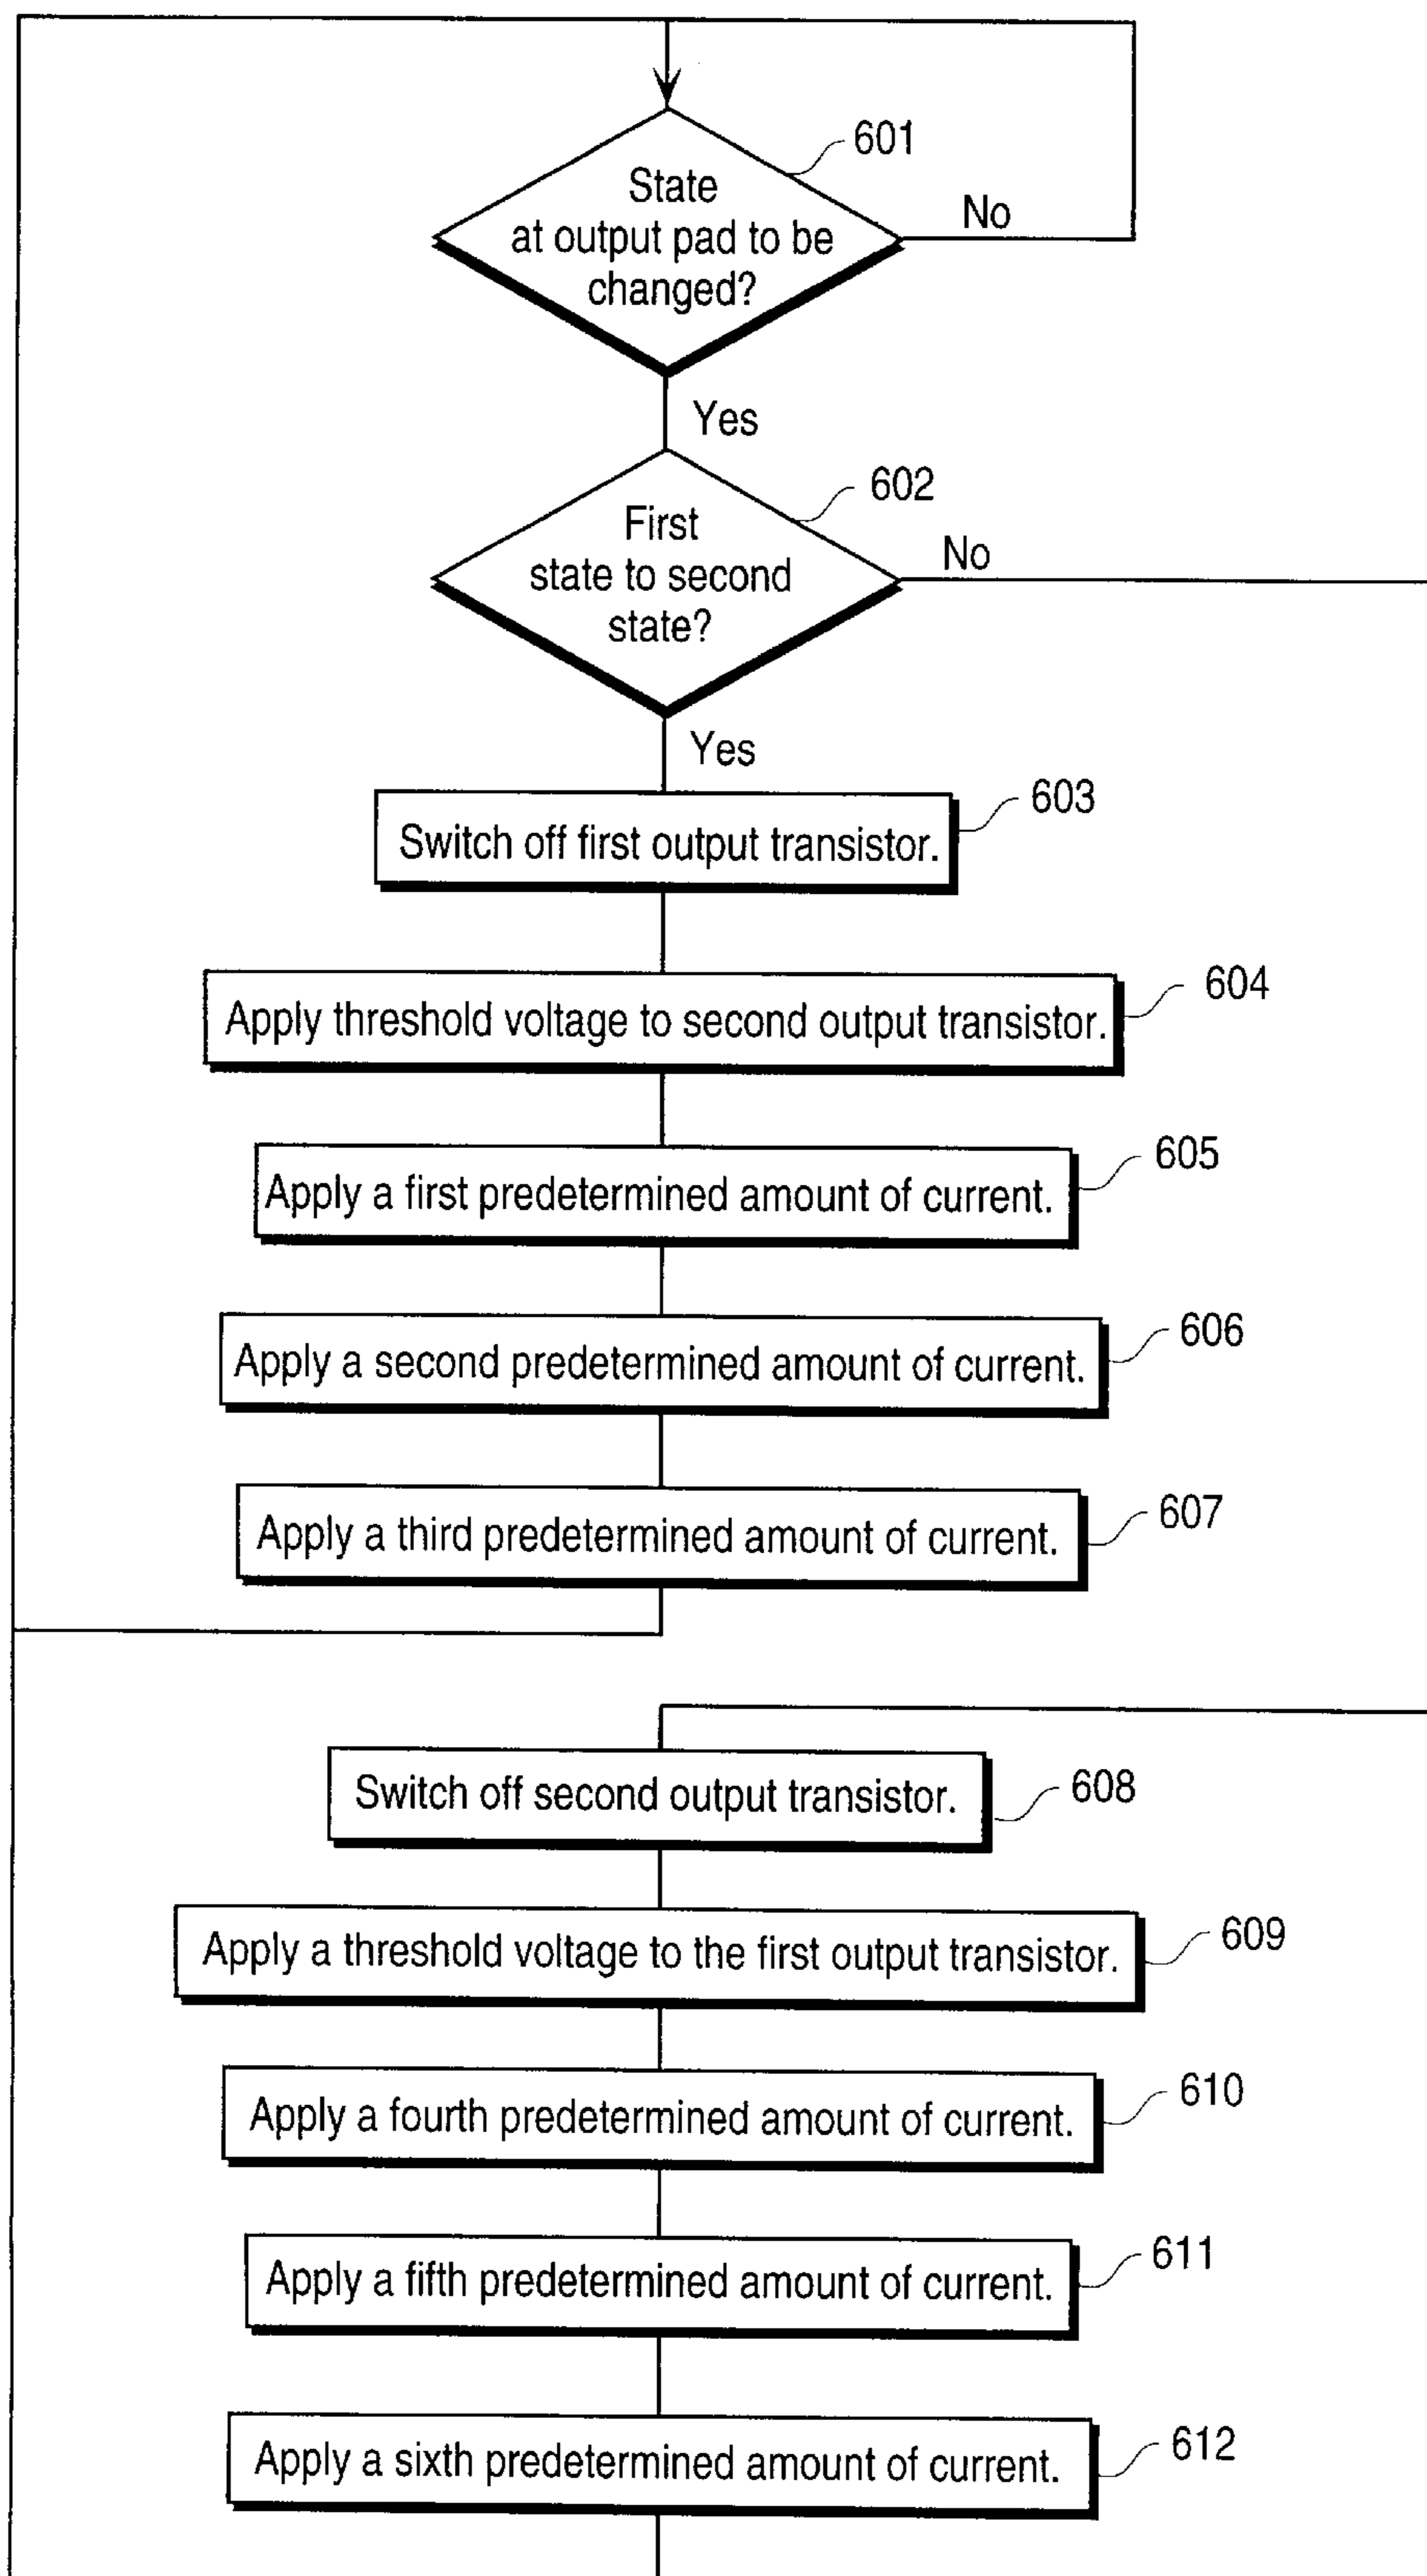 601
State
at output pad to be
changed?
No
Yes
602
First
state to second
state?
No
Yes
603
Switch off first output transistor.
604
Apply threshold voltage to second output transistor.
605
Apply a first predetermined amount of current.
606
Apply a second predetermined amount of current.
607
Apply a third predetermined amount of current.
608
Switch off second output transistor.
609
Apply a threshold voltage to the first output transistor.
610
Apply a fourth predetermined amount of current.
611
Apply a fifth predetermined amount of current.
612
Apply a sixth predetermined amount of current.